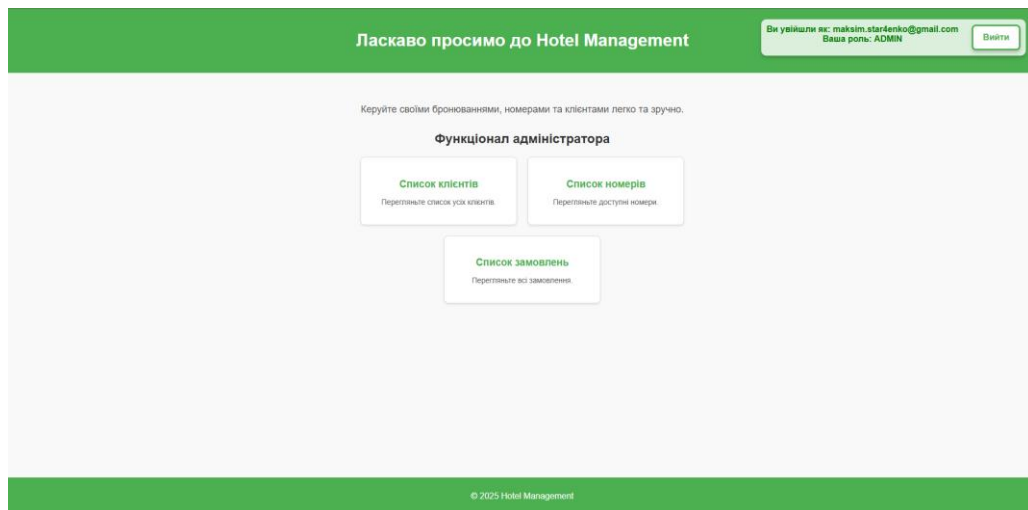 Ласкаво просимо до Hotel Management
Ви увійшли як: maksim.star4enko@gmail.com
Ваша роль: ADMIN
Вийти
Керуйте своїми бронюваннями, номерами та клієнтами легко та зручно.
Функціонал адміністратора
Список клієнтів
Перегляньте список усіх клієнтів.
Список номерів
Перегляньте доступні номери.
Список замовлень
Перегляньте всі замовлення.
© 2025 Hotel Management